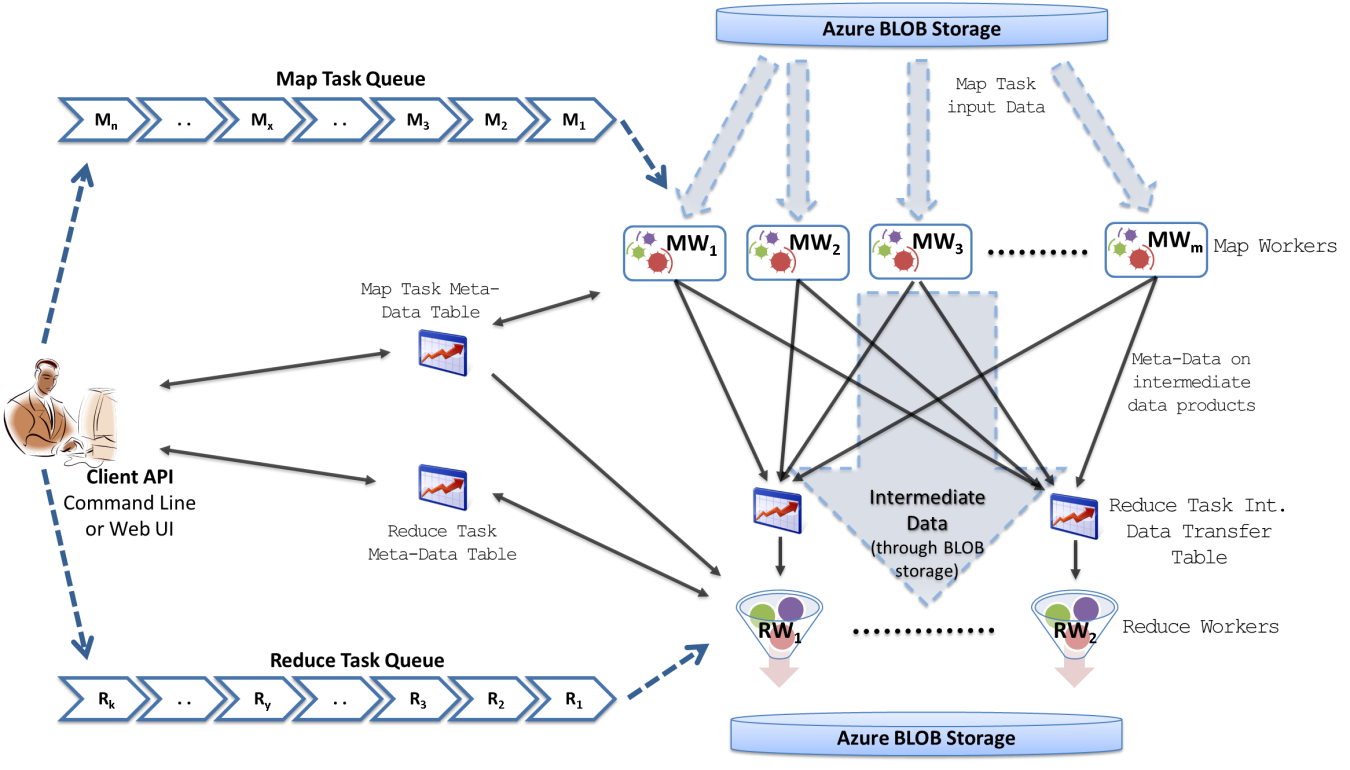 Azure BLOB Storage
Map Task Queue
Mn
. .
Mx
. .
M3
M2
M1
Map Task
input Data
MW1
MW2
MW3
MWm
Map Workers
Map Task Meta-
Data Table
Meta-Data on
intermediate
data products
Client API
Command Line
or Web UI
Reduce Task
Meta-Data Table
Intermediate
Data
(through BLOB
storage)
Reduce Task Int.
Data Transfer
Table
RW1
RW2
Reduce Workers
Reduce Task Queue
Rk
. .
Ry
. .
R3
R2
R1
Azure BLOB Storage